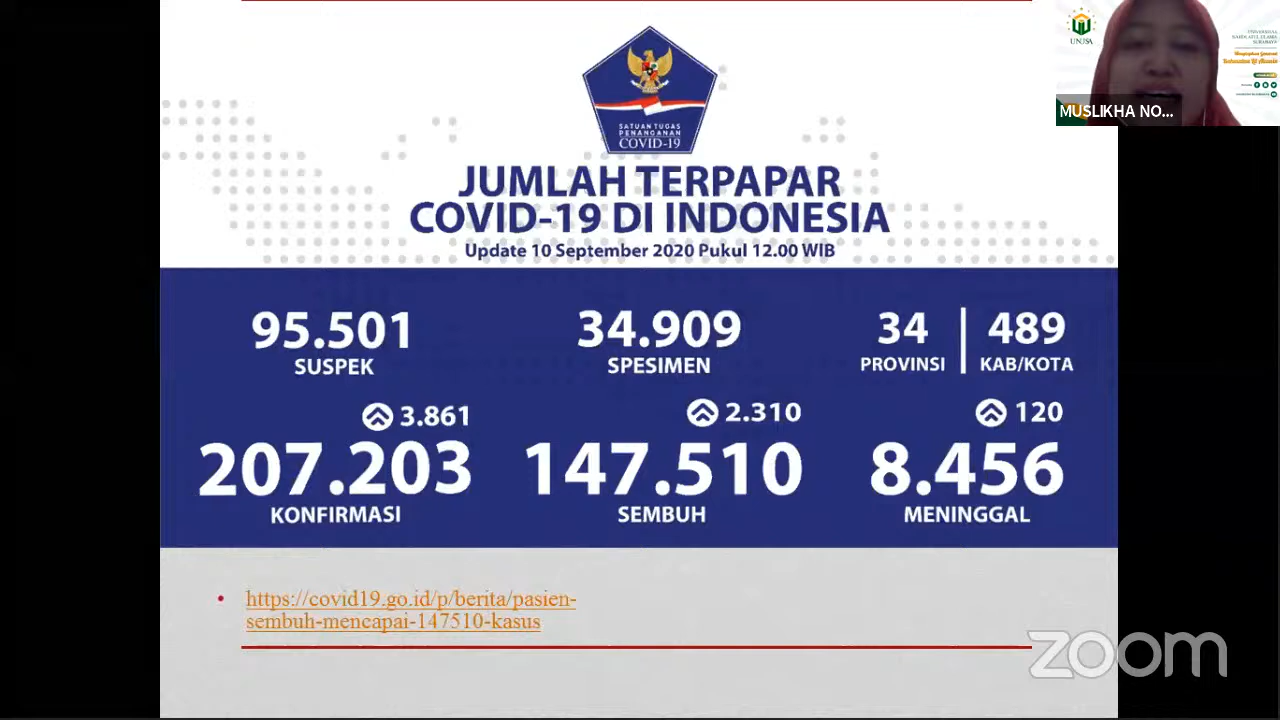 SATUAN TUGAS
PENANGANAN
COVID-19
JUMLAH TERPAPAR
COVID-19 DI INDONESIA
Update 10 September 2020 Pukul 12.00 WIB
95.501
SUSPEK
34.909
SPESIMEN
34
PROVINSI
489
KAB/KOTA
3.861
207.203
KONFIRMASI
2.310
147.510
SEMBUH
120
8.456
MENINGGAL
• https://covid19.go.id/p/berita/pasien-
sembuh-mencapai-147510-kasus
zoom
UNUSA
MUSLIKHA NO...